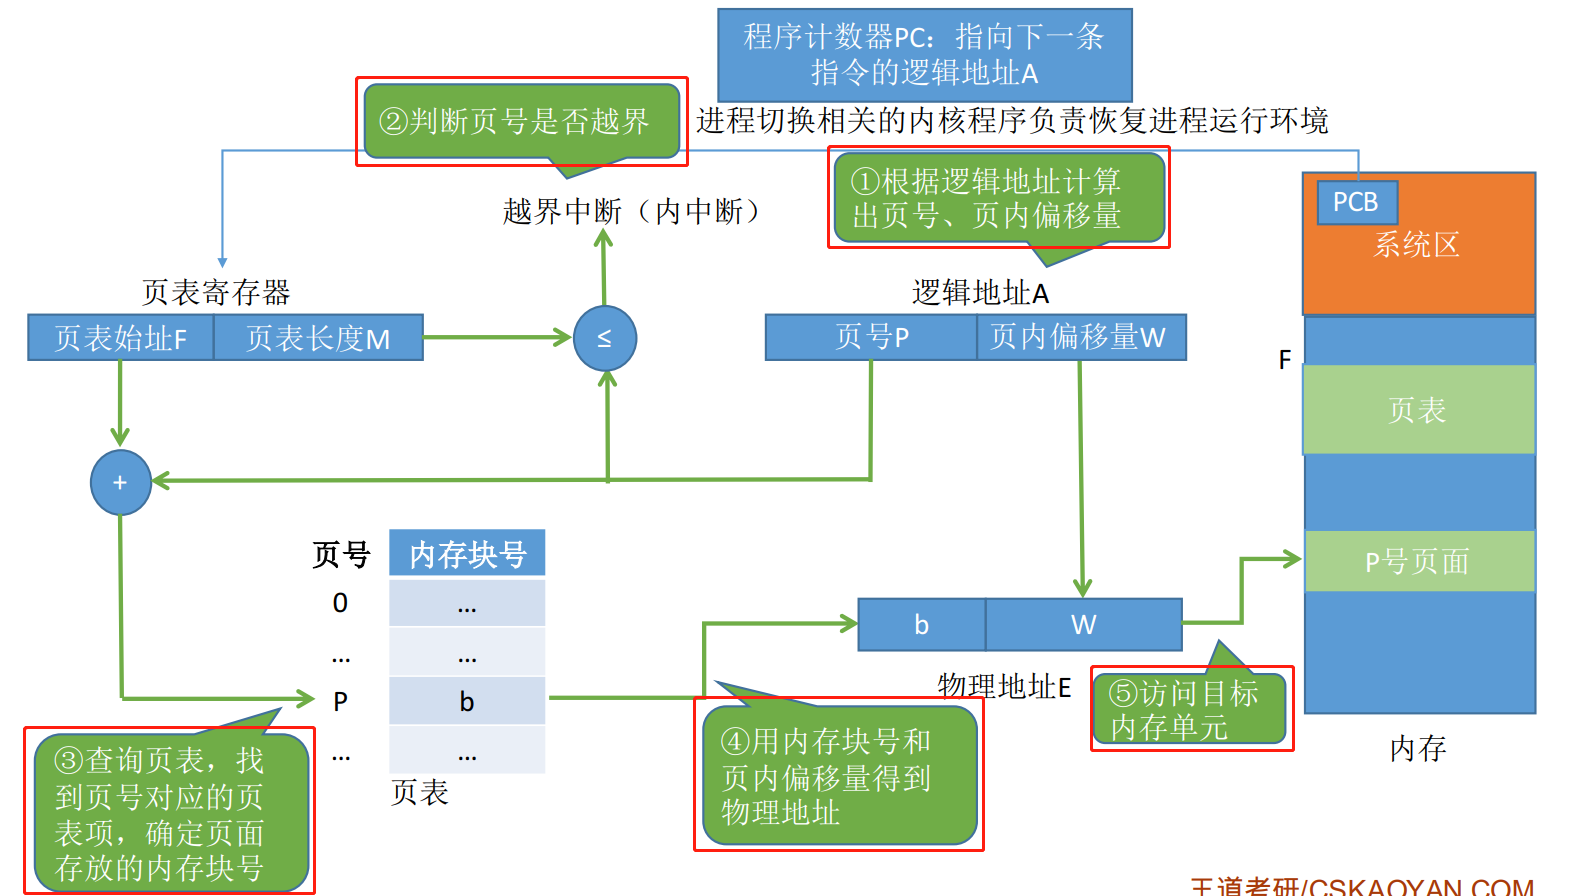 程序计数器PC：指向下一条
指令的逻辑地址A
②判断页号是否越界
进程切换相关的内核程序负责恢复进程运行环境
①根据逻辑地址计算
出页号、页内偏移量
PCB
系统区
越界中断（内中断）
页表寄存器
逻辑地址A
页表始址F
页表长度M
≤
页号P
页内偏移量W
F
页表
+
页号
内存块号
0
...
...
...
P
b
...
...
页表
b
W
物理地址E
P号页面
③查询页表，找
到页号对应的页
表项，确定页面
存放的内存块号
④用内存块号和
页内偏移量得到
物理地址
⑤访问目标
内存单元
内存
王道考研/CSKAOYAN.COM